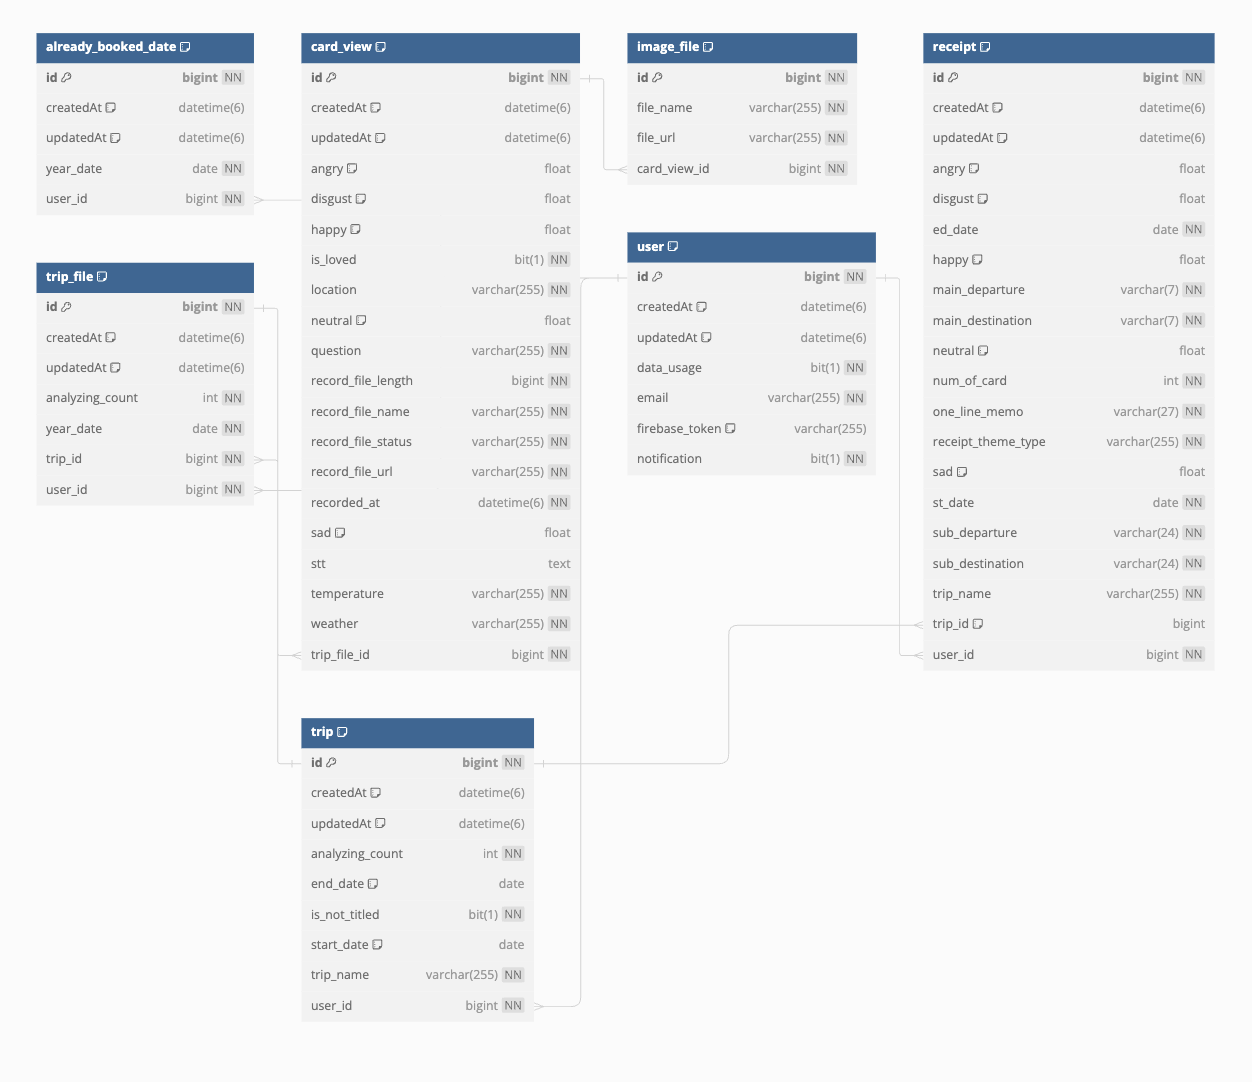 already_booked_date
id bigint NN
createdAt datetime(6)
updatedAt datetime(6)
year_date date NN
user_id bigint NN
trip_file
id bigint NN
createdAt datetime(6)
updatedAt datetime(6)
analyzing_count int NN
year_date date NN
trip_id bigint NN
user_id bigint NN
card_view
id bigint NN
createdAt datetime(6)
updatedAt datetime(6)
angry float
disgust float
happy float
is_loved bit(1) NN
location varchar(255) NN
neutral float
question varchar(255) NN
record_file_length bigint NN
record_file_name varchar(255) NN
record_file_status varchar(255) NN
record_file_url varchar(255) NN
recorded_at datetime(6) NN
sad float
stt text
temperature varchar(255) NN
weather varchar(255) NN
trip_file_id bigint NN
trip
id bigint NN
createdAt datetime(6)
updatedAt datetime(6)
analyzing_count int NN
end_date date
is_not_titled bit(1) NN
start_date date
trip_name varchar(255) NN
user_id bigint NN
image_file
id bigint NN
file_name varchar(255) NN
file_url varchar(255) NN
card_view_id bigint NN
user
id bigint NN
createdAt datetime(6)
updatedAt datetime(6)
data_usage bit(1) NN
email varchar(255) NN
firebase_token varchar(255)
notification bit(1) NN
receipt
id bigint NN
createdAt datetime(6)
updatedAt datetime(6)
angry float
disgust float
ed_date date NN
happy float
main_departure varchar(7) NN
main_destination varchar(7) NN
neutral float
num_of_card int NN
one_line_memo varchar(27) NN
receipt_theme_type varchar(255) NN
sad float
st_date date NN
sub_departure varchar(24) NN
sub_destination varchar(24) NN
trip_name varchar(255) NN
trip_id bigint
user_id bigint NN